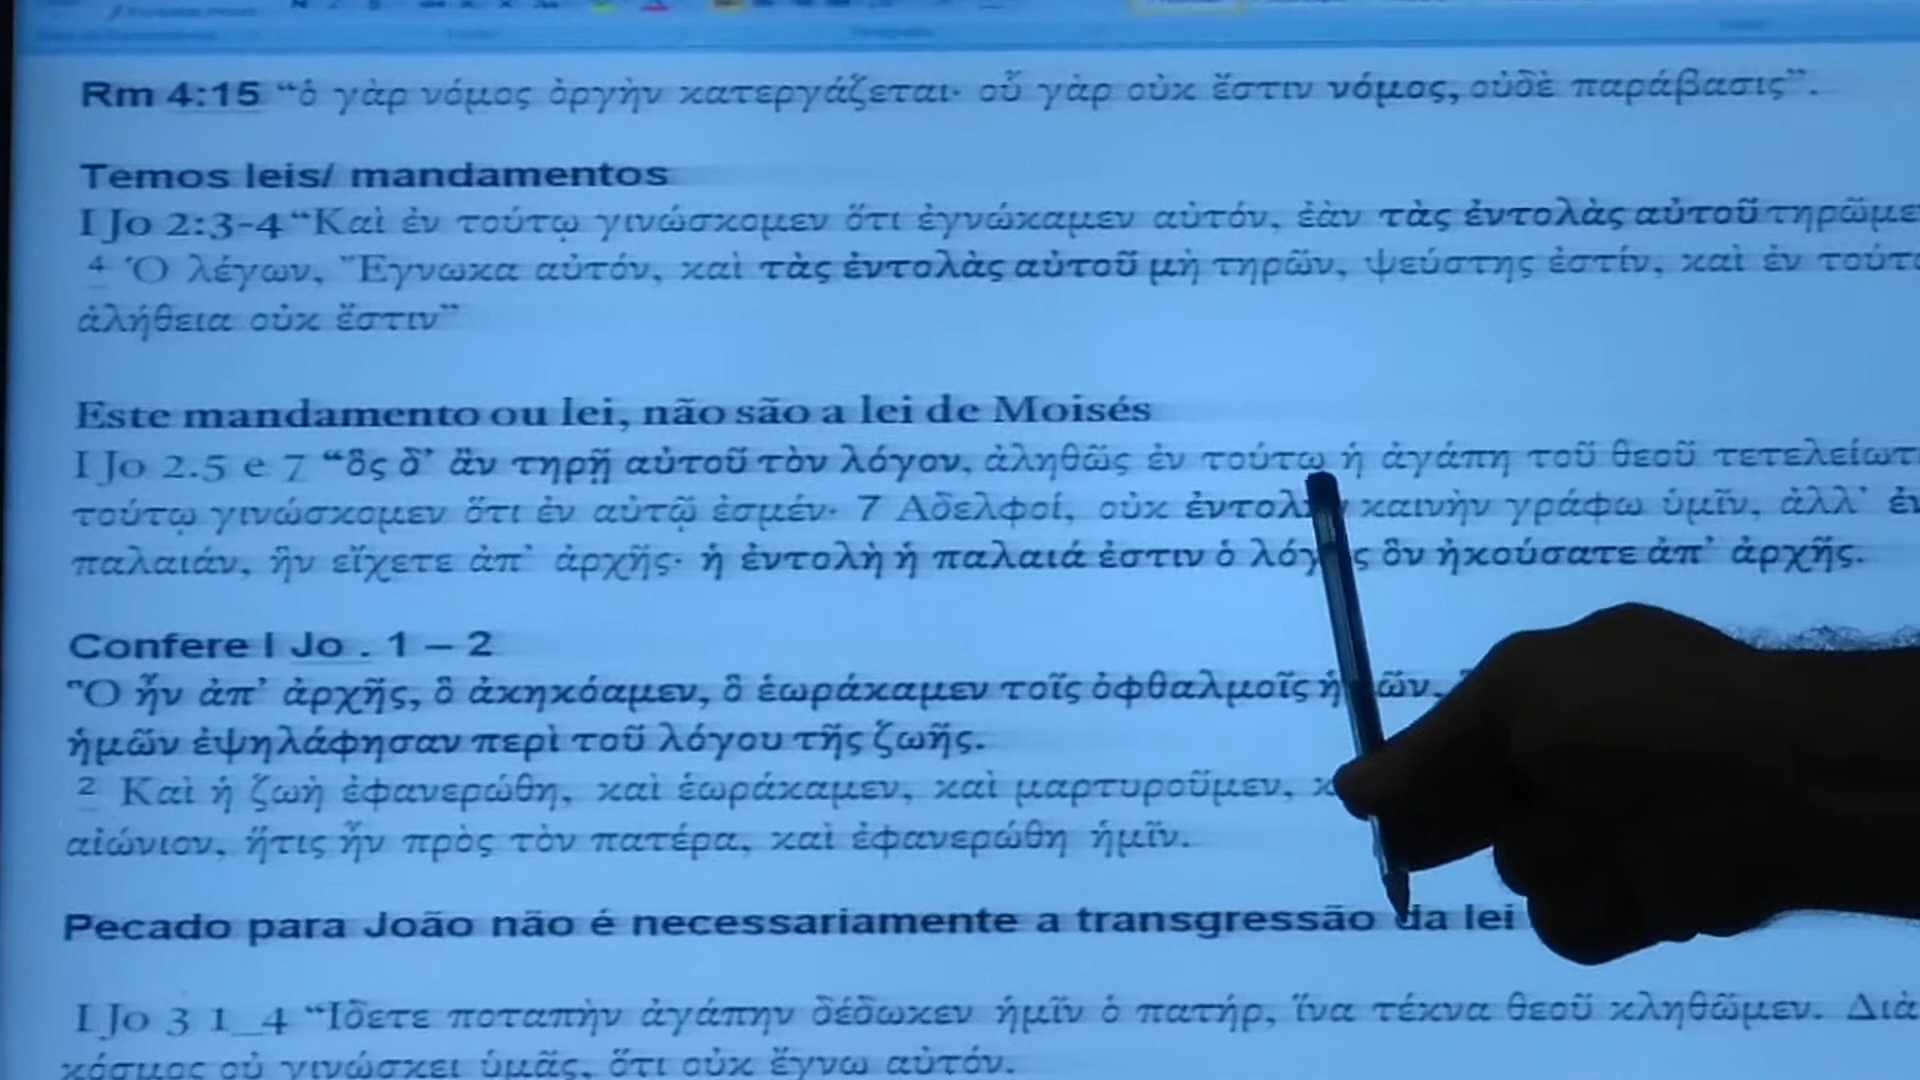 Rm 4:15 “ὁ γὰρ νόμος ὀργὴν κατεργάζεται· οὗ γὰρ οὐκ ἔστιν νόμος, οὐδὲ παράβασις”.
Temos leis/ mandamentos
I Jo 2:3-4 “Καὶ ἐν τούτῳ γινώσκομεν ὅτι ἐγνώκαμεν αὐτόν, ἐὰν τὰς ἐντολὰς αὐτοῦ τηρῶμε
4 Ὁ λέγων, Ἔγνωκα αὐτόν, καὶ τὰς ἐντολὰς αὐτοῦ μὴ τηρῶν, ψεύστης ἐστίν, καὶ ἐν τούτ
ἀλήθεια οὐκ ἔστιν”
Este mandamento ou lei, não são a lei de Moisés
I Jo 2.5 e 7 “ὃς δ’ ἂν τηρῇ αὐτοῦ τὸν λόγον, ἀληθῶς ἐν τούτῳ ἡ ἀγάπη τοῦ θεοῦ τετελείωτ
τούτῳ γινώσκομεν ὅτι ἐν αὐτῷ ἐσμέν· 7 Ἀδελφοί, οὐκ ἐντολ καινὴν γράφω ὑμῖν, ἀλλ’ ἐν
παλαιάν, ἣν εἴχετε ἀπ’ ἀρχῆς· ἡ ἐντολὴ ἡ παλαιά ἐστιν ὁ λόγ ς ὃν ἠκούσατε ἀπ’ ἀρχῆς.
Confere I Jo . 1 – 2
“Ὃ ἦν ἀπ’ ἀρχῆς, ὃ ἀκηκόαμεν, ὃ ἑωράκαμεν τοῖς ὀφθαλμοῖς ἡ ῶν,
ἡμῶν ἐψηλάφησαν περὶ τοῦ λόγου τῆς ζωῆς.
2 Καὶ ἡ ζωὴ ἐφανερώθη, καὶ ἑωράκαμεν, καὶ μαρτυροῦμεν, κ
αἰώνιον, ἥτις ἦν πρὸς τὸν πατέρα, καὶ ἐφανερώθη ἡμῖν.
Pecado para João não é necessariamente a transgressão da lei
I Jo 3 1_4 “Ἴδετε ποταπὴν ἀγάπην δέδωκεν ἡμῖν ὁ πατήρ, ἵνα τέκνα θεοῦ κληθῶμεν. Διὰ
κόσμος οὐ γινώσκει ὑμᾶς, ὅτι οὐκ ἔγνω αὐτόν.